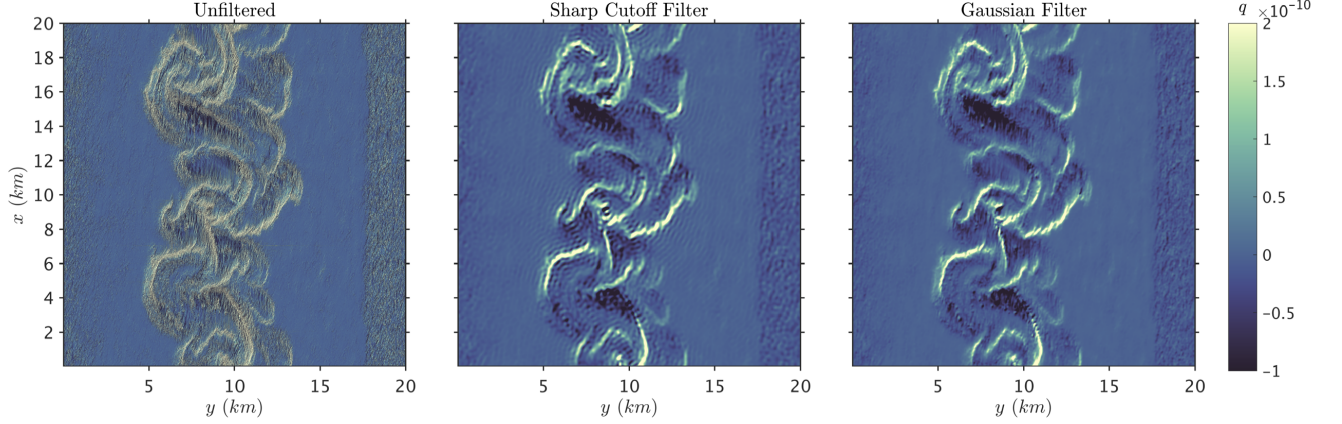 Unfiltered
Sharp Cutoff Filter
Gaussian Filter
q ×10⁻¹⁰
20
18
16
14
12
10
8
6
4
2
x (km)
5 10 15 20
y (km)
5 10 15 20
y (km)
5 10 15 20
y (km)
2
1.5
1
0.5
0
−0.5
−1